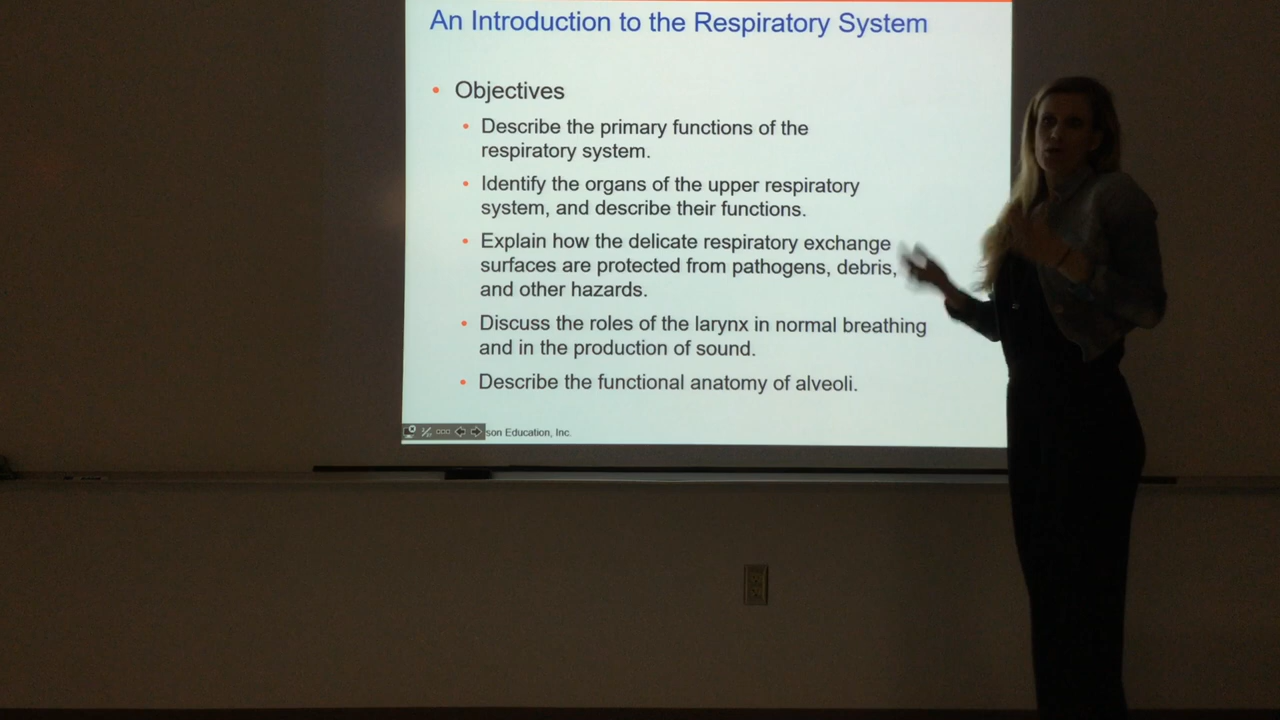 An Introduction to the Respiratory System
• Objectives
• Describe the primary functions of the
respiratory system.
• Identify the organs of the upper respiratory
system, and describe their functions.
• Explain how the delicate respiratory exchange
surfaces are protected from pathogens, debris,
and other hazards.
• Discuss the roles of the larynx in normal breathing
and in the production of sound.
• Describe the functional anatomy of alveoli.
son Education, Inc.